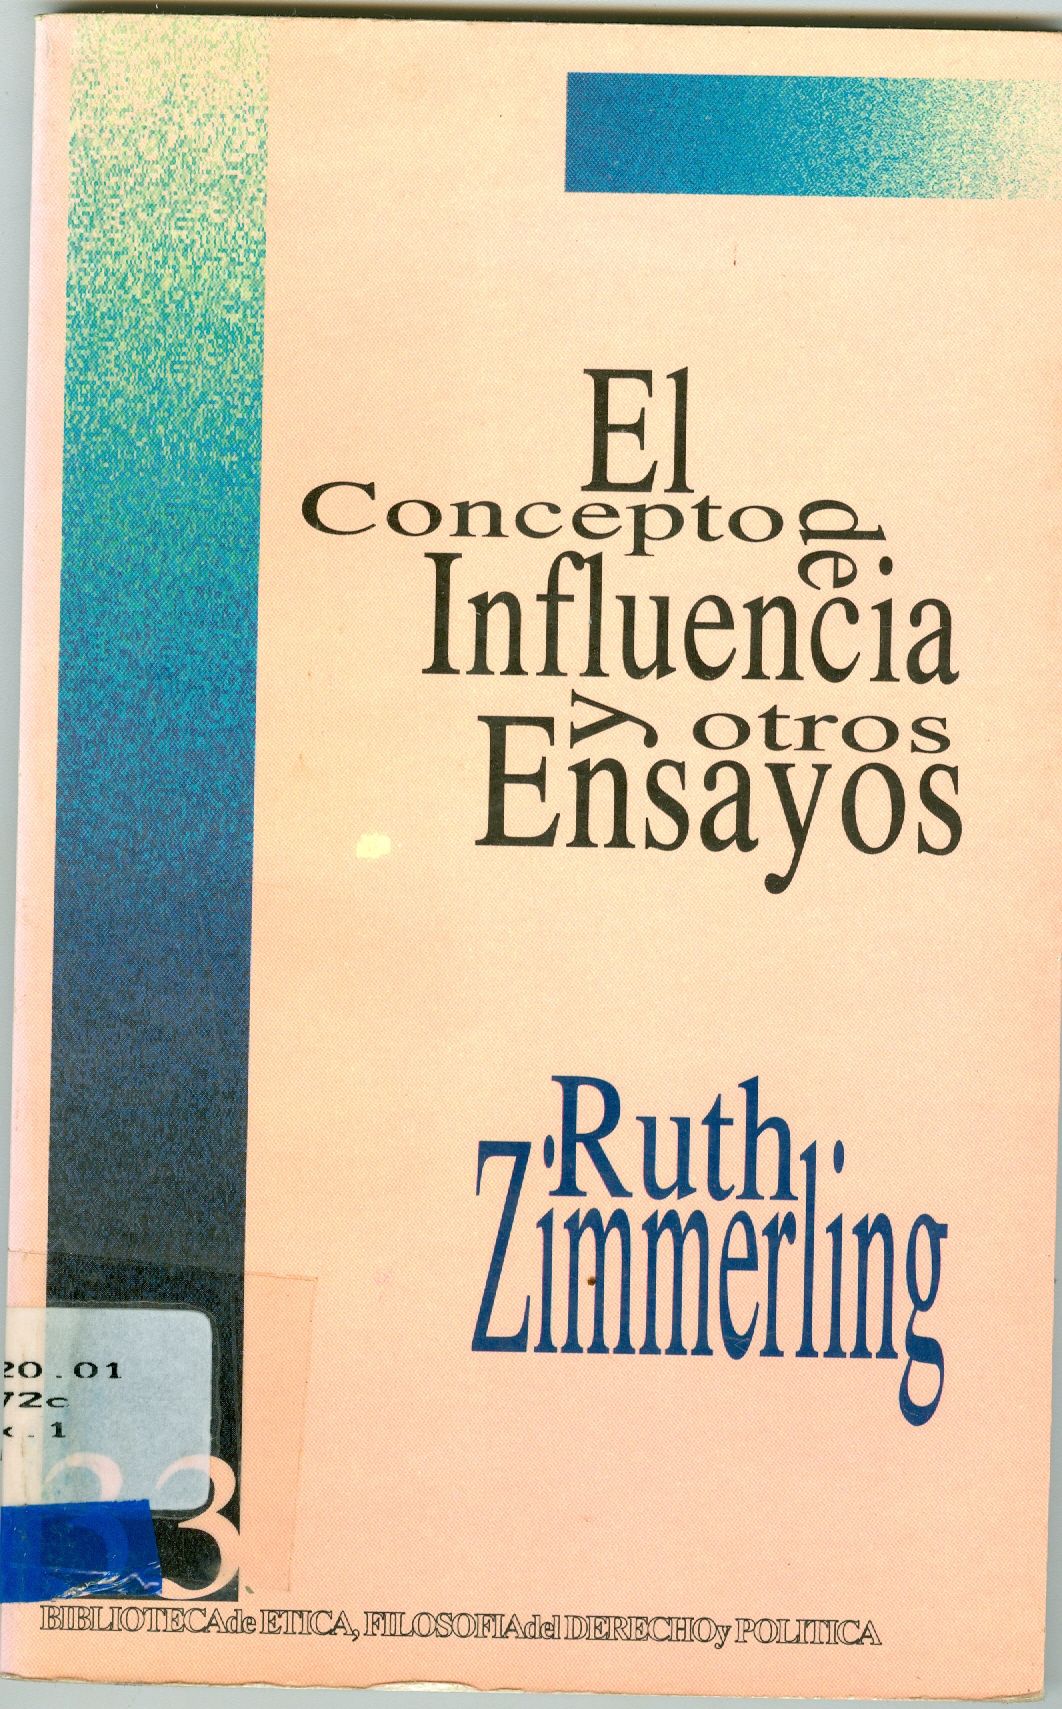 El
Concepto de
Influencia
y otros
Ensayos
Ruth
Zimmerling
20.01
72c
.1
33
BIBLIOTECA de ETICA, FILOSOFIA del DERECHO y POLITICA